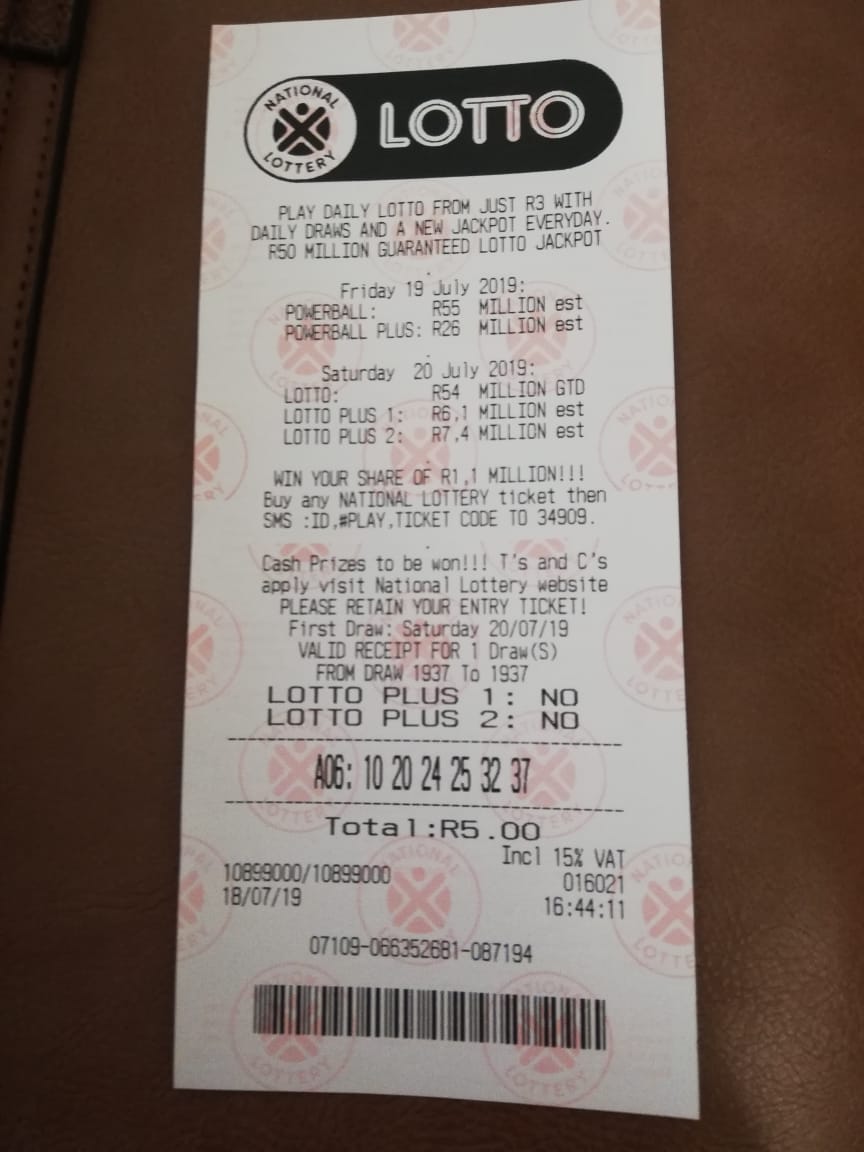 NATIONAL LOTTERY
LOTTO
PLAY DAILY LOTTO FROM JUST R3 WITH
DAILY DRAWS AND A NEW JACKPOT EVERYDAY.
R50 MILLION GUARANTEED LOTTO JACKPOT
.
Friday 19 July 2019:
POWERBALL: R55 MILLION est
POWERBALL PLUS: R26 MILLION est
.
Saturday 20 July 2019:
LOTTO: R54 MILLION GTD
LOTTO PLUS 1: R6,1 MILLION est
LOTTO PLUS 2: R7,4 MILLION est
.
WIN YOUR SHARE OF R1,1 MILLION!!!
Buy any NATIONAL LOTTERY ticket then
SMS :ID,#PLAY,TICKET CODE TO 34909.
.
Cash Prizes to be won!!! T's and C's
apply visit National Lottery website
PLEASE RETAIN YOUR ENTRY TICKET!
First Draw: Saturday 20/07/19
VALID RECEIPT FOR 1 Draw(S)
FROM DRAW 1937 To 1937
LOTTO PLUS 1: NO
LOTTO PLUS 2: NO
A06: 10 20 24 25 32 37
Total:R5.00
Incl 15% VAT
10899000/10899000 016021
18/07/19 16:44:11
07109-066352681-087194